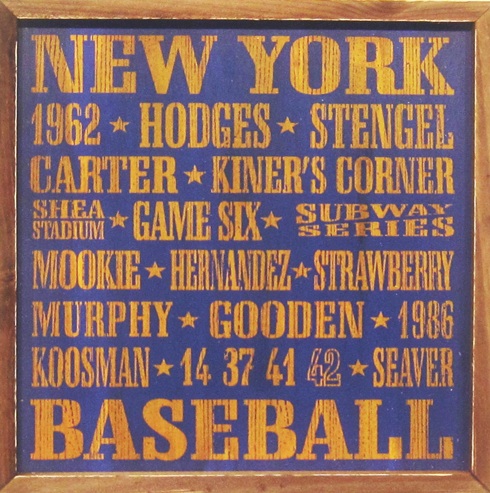 NEW YORK
1962 ★ HODGES ★ STENGEL
CARTER ★ KINER'S CORNER
SHEA STADIUM ★ GAME SIX ★ SUBWAY SERIES
MOOKIE ★ HERNANDEZ ★ STRAWBERRY
MURPHY ★ GOODEN ★ 1986
KOOSMAN ★ 14 37 41 42 ★ SEAVER
BASEBALL